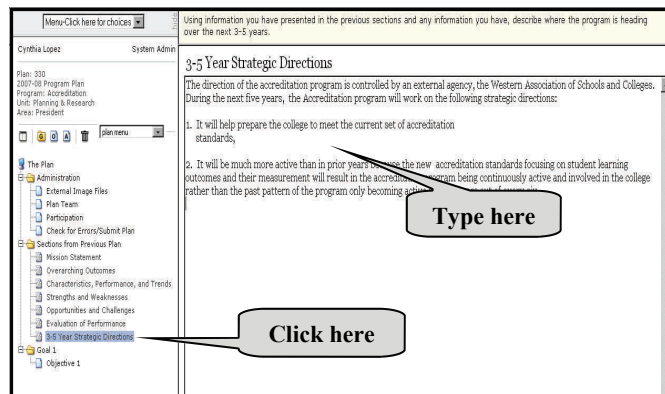 Menu-Click here for choices
hide
Using information you have presented in the previous sections and any information you have, describe where the program is heading
over the next 3-5 years.
Cynthia Lopez System Admin
Plan: 330
2007-08 Program Plan
Program: Accreditation
Unit: Planning & Research
Area: President
G O A plan menu
The Plan
Administration
External Image Files
Plan Team
Participation
Check for Errors/Submit Plan
Sections from Previous Plan
Mission Statement
Overarching Outcomes
Characteristics, Performance, and Trends
Strengths and Weaknesses
Opportunities and Challenges
Evaluation of Performance
3-5 Year Strategic Directions
Goal 1
Objective 1
3-5 Year Strategic Directions
The direction of the accreditation program is controlled by an external agency, the Western Association of Schools and Colleges.
During the next five years, the Accreditation program will work on the following strategic directions:
1. It will help prepare the college to meet the current set of accreditation
standards,
2. It will be much more active than in prior years because the new accreditation standards focusing on student learning
outcomes and their measurement will result in the accreditation program being continuously active and involved in the college
rather than the past pattern of the program only becoming active
Type here
Click here